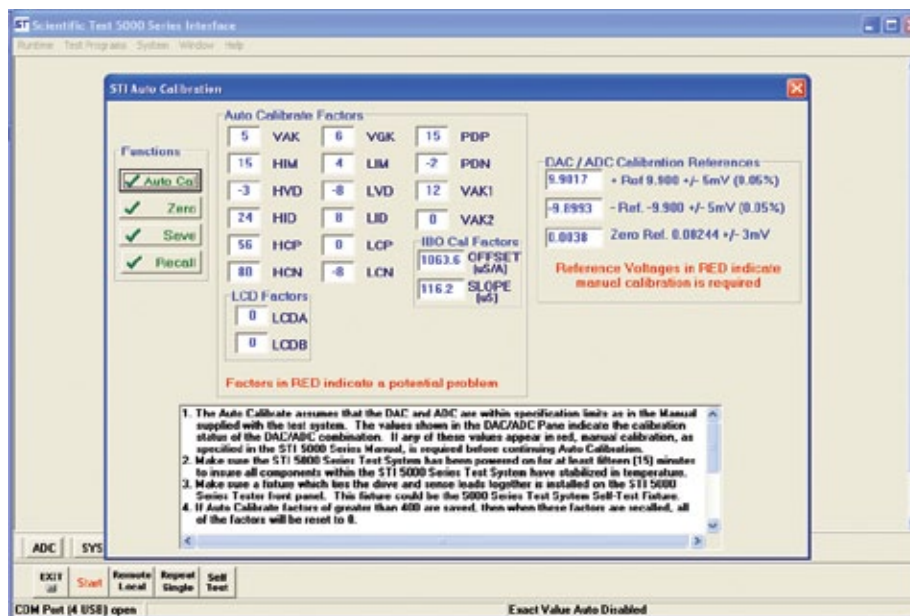 Scientific Test 5000 Series Interface
Runtime Test Programs System Window Help
STI Auto Calibration
Functions
Auto Cal
Zero
Save
Recall
Auto Calibrate Factors
5 VAK 6 VGK 15 PDP
15 HIM 4 LIM -2 PDN
-3 HVD -8 LVD 12 VAK1
24 HID 8 LID 0 VAK2
56 HCP 0 LCP
80 HCN -8 LCN
IBO Cal Factors
1063.6 OFFSET (uS/A)
116.2 SLOPE (uS)
LCD Factors
0 LCDA
0 LCDB
Factors in RED indicate a potential problem
DAC / ADC Calibration References
9.9017 + Ref 9.900 +/- 5mV (0.05%)
-9.8993 - Ref. -9.900 +/- 5mV (0.05%)
0.0038 Zero Ref. 0.00244 +/- 3mV
Reference Voltages in RED indicate
manual calibration is required
1. The Auto Calibrate assumes that the DAC and ADC are within specification limits as in the Manual
supplied with the test system. The values shown in the DAC/ADC Pane indicate the calibration
status of the DAC/ADC combination. If any of these values appear in red, manual calibration, as
specified in the STI 5000 Series Manual, is required before continuing Auto Calibration.
2. Make sure the STI 5000 Series Test System has been powered on for at least fifteen (15) minutes
to insure all components within the STI 5000 Series Test System have stabilized in temperature.
3. Make sure a fixture which ties the drive and sense leads together is installed on the STI 5000
Series Tester front panel. This fixture could be the 5000 Series Test System Self-Test Fixture.
4. If Auto Calibrate factors of greater than 400 are saved, then when these factors are recalled, all
of the factors will be reset to 0.
ADC SYS
EXIT Start Remote Local Repeat Single Self Test
COM Port (4 USB) open Exact Value Auto Disabled